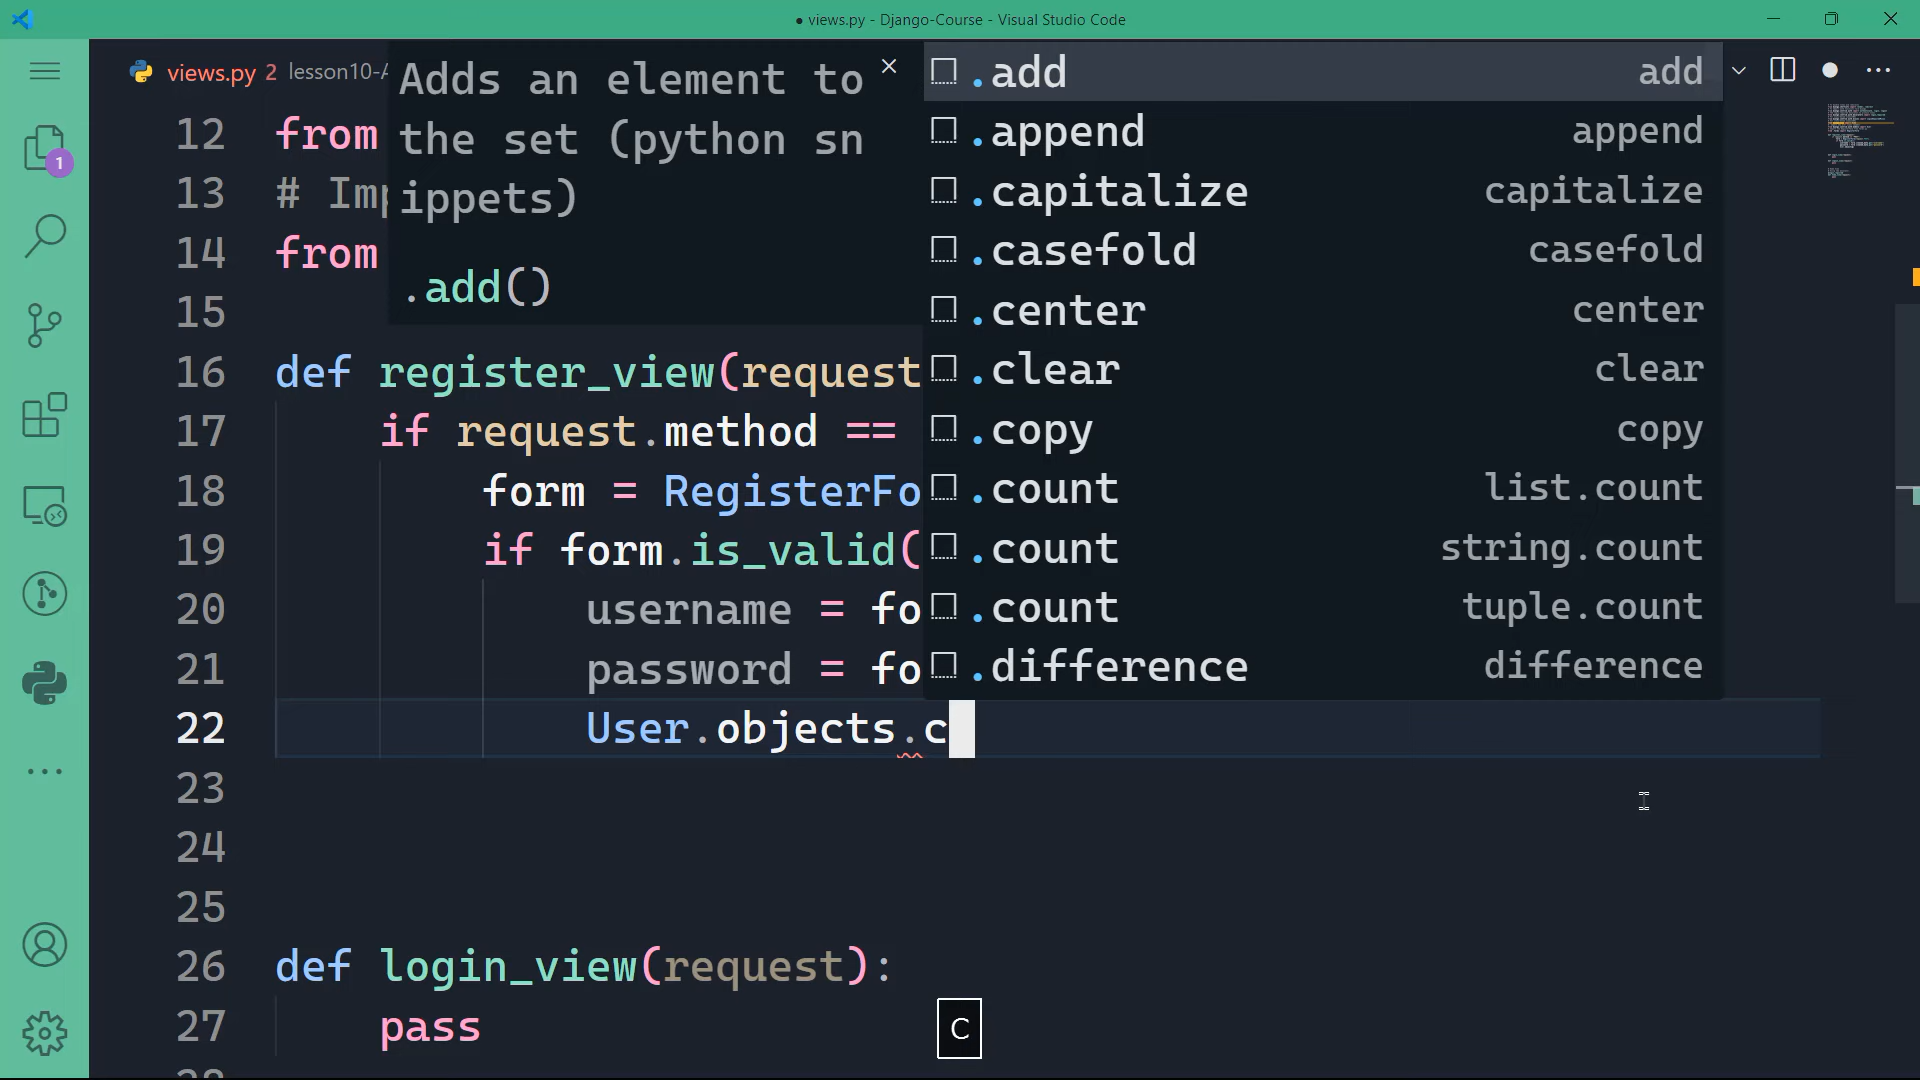 ● views.py - Django-Course - Visual Studio Code
views.py 2 lesson10-A
1
Adds an element to
the set (python sn
ippets)
.add()
.add add
.append append
.capitalize capitalize
.casefold casefold
.center center
.clear clear
.copy copy
.count list.count
.count string.count
.count tuple.count
.difference difference
12 from
13 # Imp
14 from
15
16 def register_view(request
17 if request.method ==
18 form = RegisterFo
19 if form.is_valid(
20 username = fo
21 password = fo
22 User.objects.c
23
24
25
26 def login_view(request):
27 pass
C